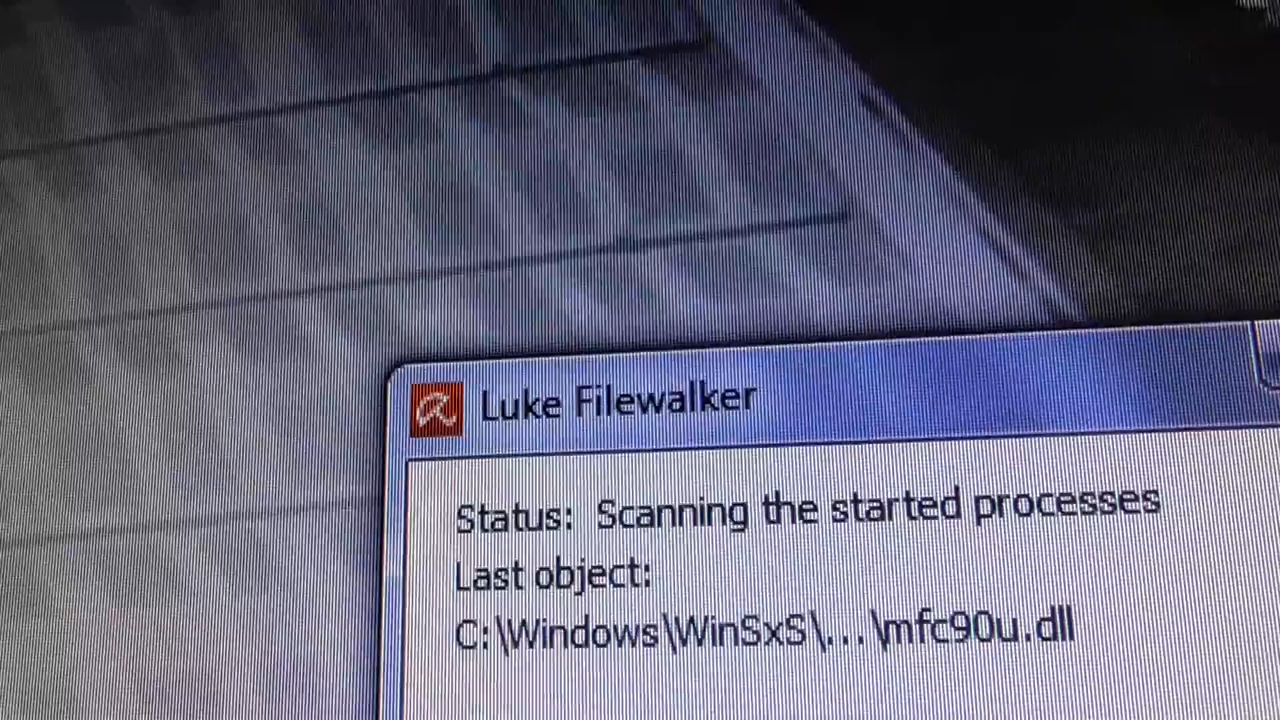 Luke Filewalker
Status: Scanning the started processes
Last object:
C:\Windows\WinSxS\...\mfc90u.dll